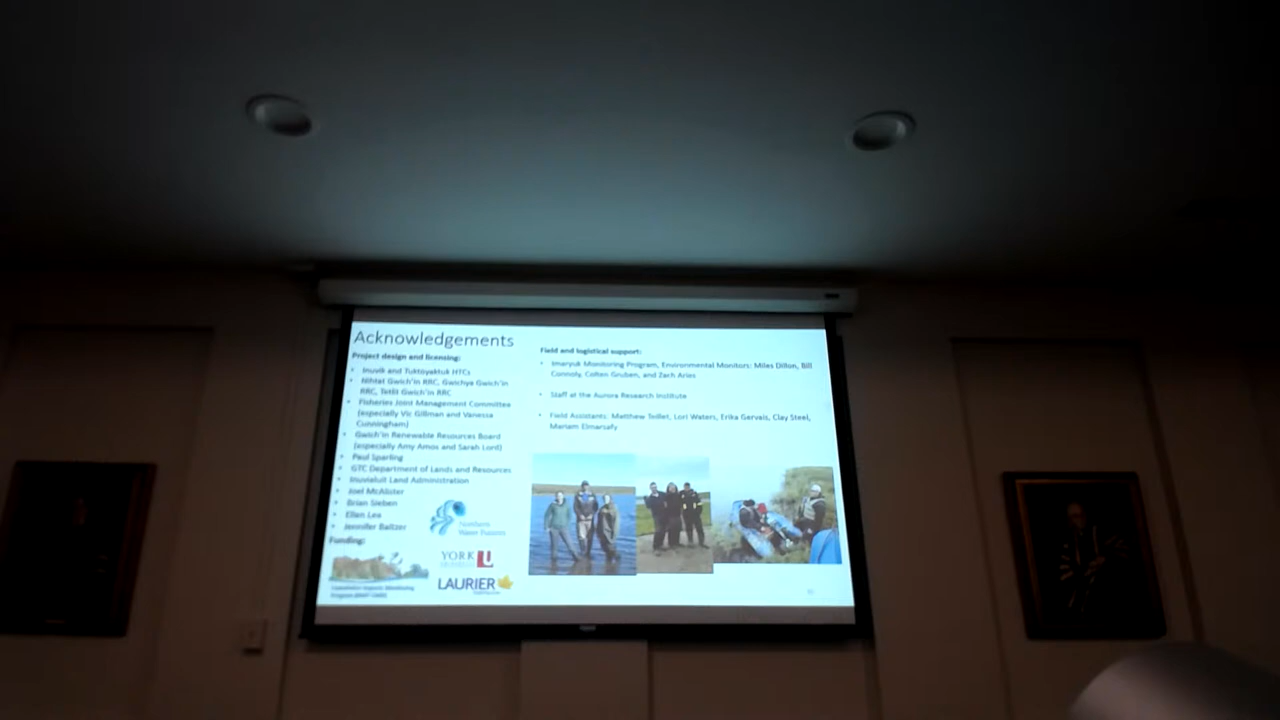 Acknowledgements
Project design and licensing:
• Inuvik and Tuktoyaktuk HTCs
• Nihtat Gwich'in RRC, Gwichya Gwich'in
RRC, Tetlit Gwich'in RRC
• Fisheries Joint Management Committee
(especially Vic Gillman and Vanessa
Cunningham)
• Gwich'in Renewable Resources Board
(especially Amy Amos and Sarah Lord)
• Paul Sparling
• GTC Department of Lands and Resources
• Inuvialuit Land Administration
• Joel McAlister
• Brian Sieben
• Ellen Lea
• Jennifer Baltzer
Funding:
Northern
Water Futures
YORK
U
LAURIER
Field and logistical support:
• Imaryuk Monitoring Program, Environmental Monitors: Miles Dillon, Bill
Connoly, Colten Gruben, and Zach Aries
• Staff at the Aurora Research Institute
• Field Assistants: Matthew Teillet, Lori Waters, Erika Gervais, Clay Steel,
Mariam Elmarsafy